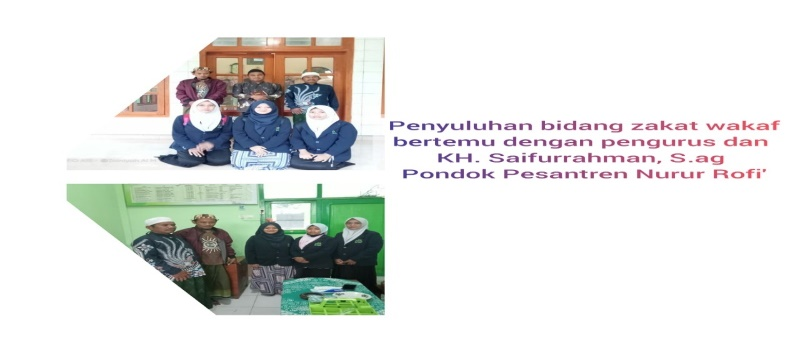 Penyuluhan bidang zakat wakaf
bertemu dengan pengurus dan
KH. Saifurrahman, S.ag
Pondok Pesantren Nurur Rofi'